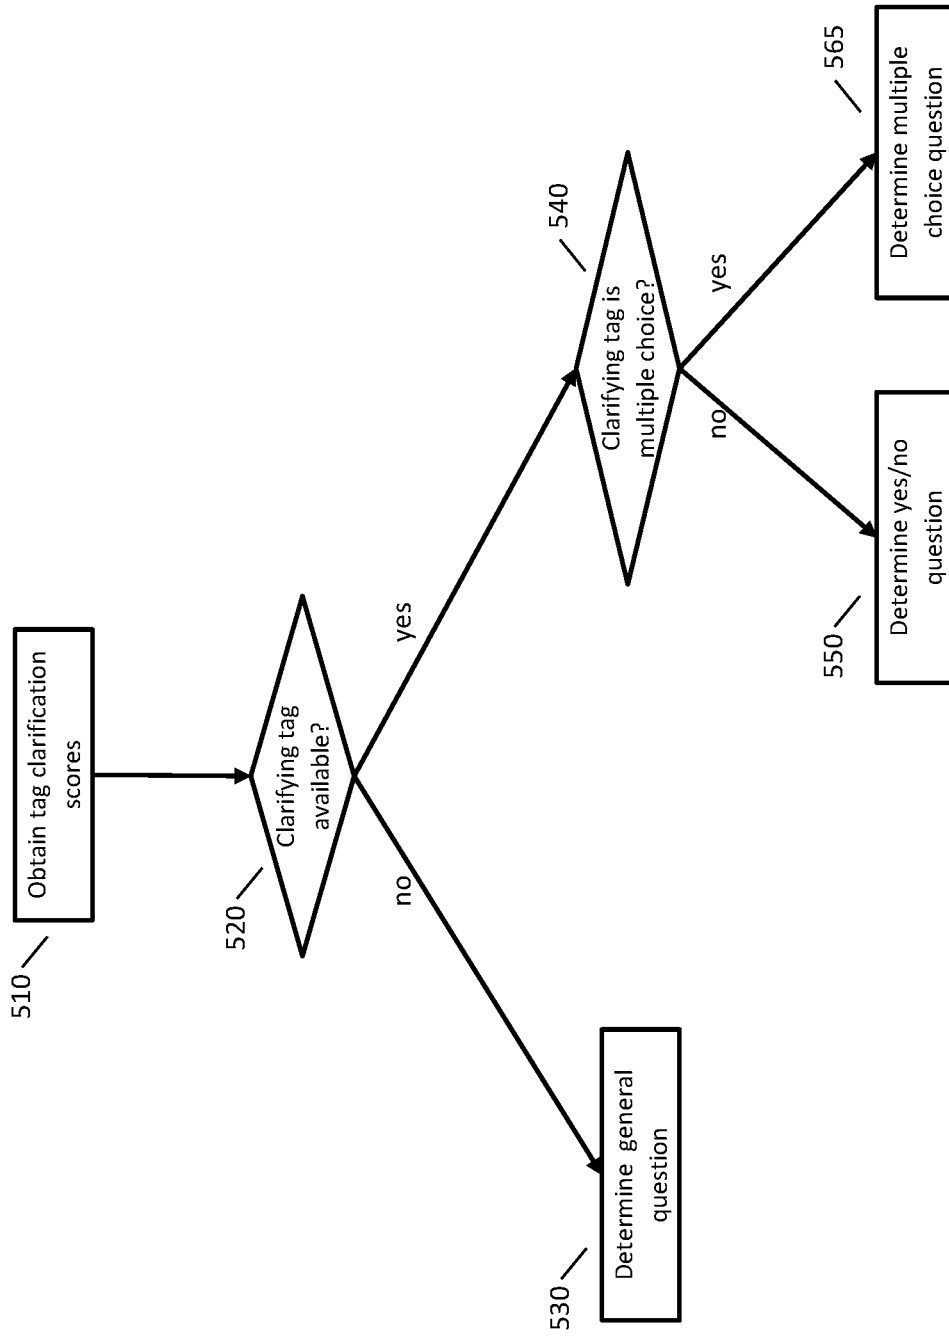 510
Obtain tag clarification
scores
520
Clarifying tag
available?
no
yes
530
Determine general
question
540
Clarifying tag is
multiple choice?
no
yes
550
Determine yes/no
question
565
Determine multiple
choice question